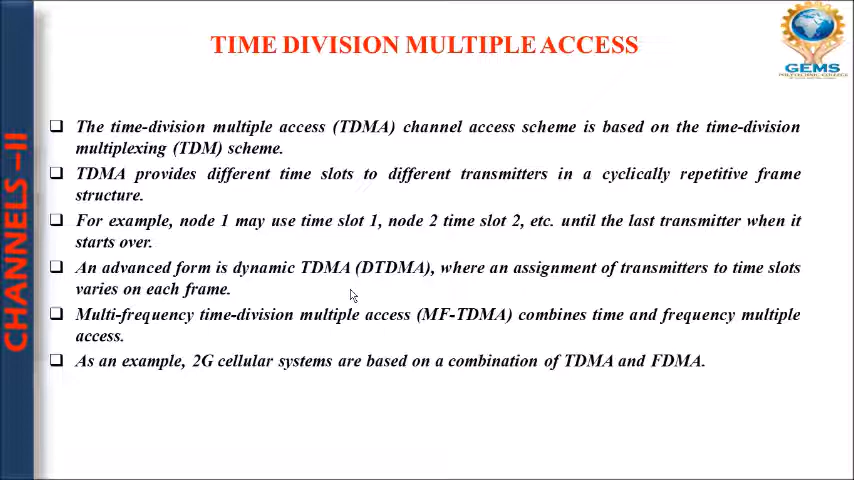 TIME DIVISION MULTIPLE ACCESS
GEMS
POLYTECHNIC COLLEGE
CHANNELS -II
The time-division multiple access (TDMA) channel access scheme is based on the time-division
multiplexing (TDM) scheme.
TDMA provides different time slots to different transmitters in a cyclically repetitive frame
structure.
For example, node 1 may use time slot 1, node 2 time slot 2, etc. until the last transmitter when it
starts over.
An advanced form is dynamic TDMA (DTDMA), where an assignment of transmitters to time slots
varies on each frame.
Multi-frequency time-division multiple access (MF-TDMA) combines time and frequency multiple
access.
As an example, 2G cellular systems are based on a combination of TDMA and FDMA.